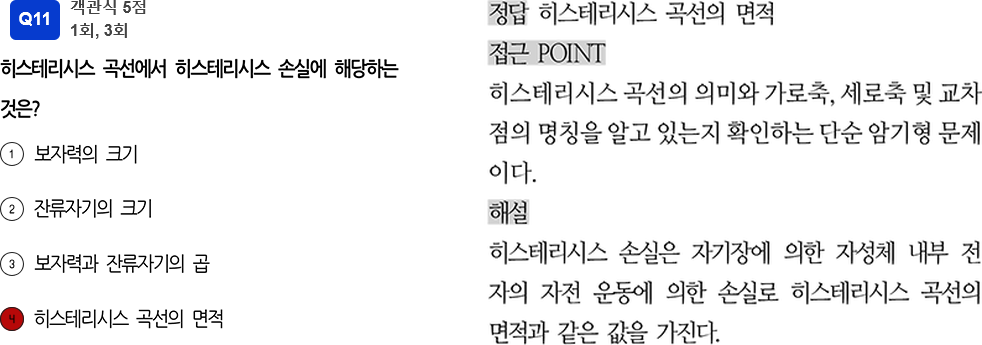 Q11
객관식 5점
1회, 3회
히스테리시스 곡선에서 히스테리시스 손실에 해당하는
것은?
1 보자력의 크기
2 잔류자기의 크기
3 보자력과 잔류자기의 곱
4 히스테리시스 곡선의 면적
정답 히스테리시스 곡선의 면적
접근 POINT
히스테리시스 곡선의 의미와 가로축, 세로축 및 교차
점의 명칭을 알고 있는지 확인하는 단순 암기형 문제
이다.
해설
히스테리시스 손실은 자기장에 의한 자성체 내부 전
자의 자전 운동에 의한 손실로 히스테리시스 곡선의
면적과 같은 값을 가진다.